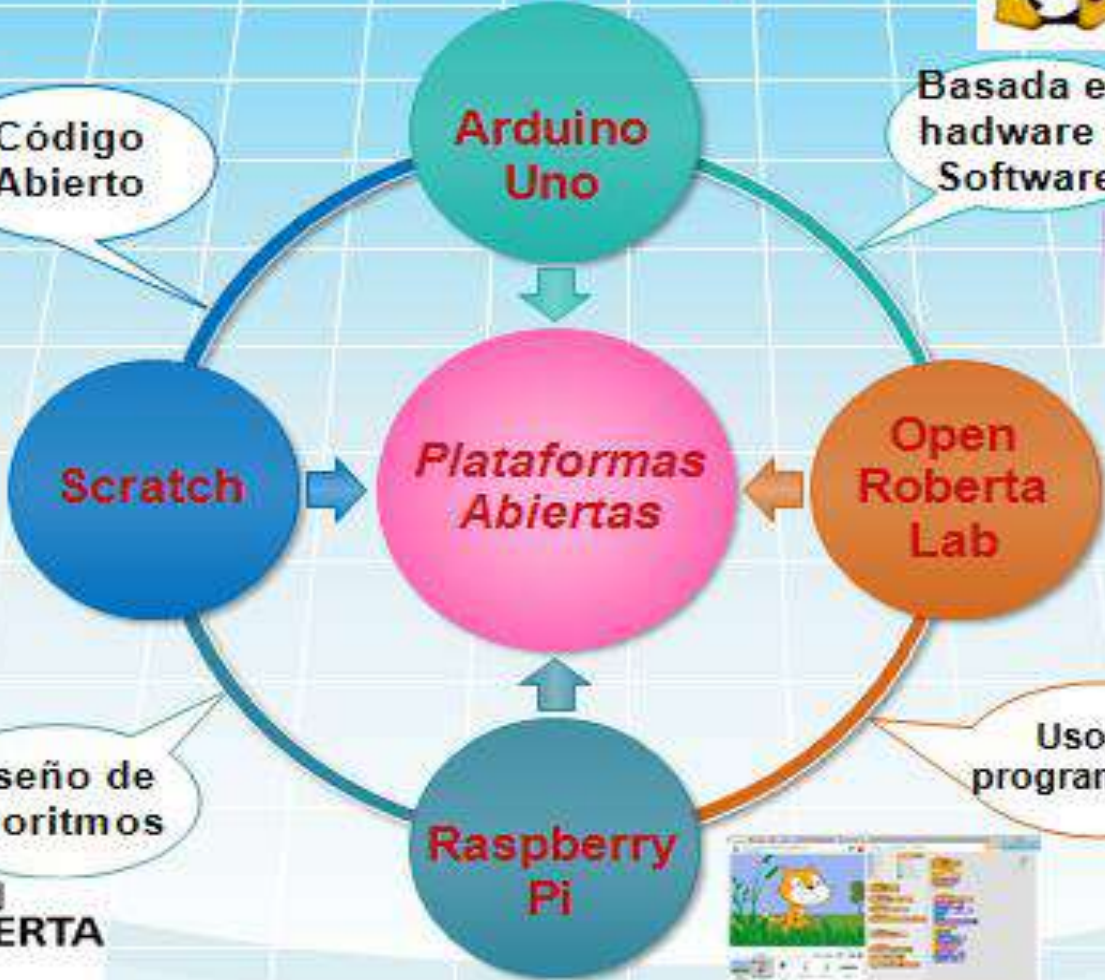 Código
Abierto
Arduino
Uno
Basada e
hadware
Software
Scratch
Plataformas
Abiertas
Open
Roberta
Lab
seño de
oritmos
Uso
progran
Raspberry
Pi
ERTA